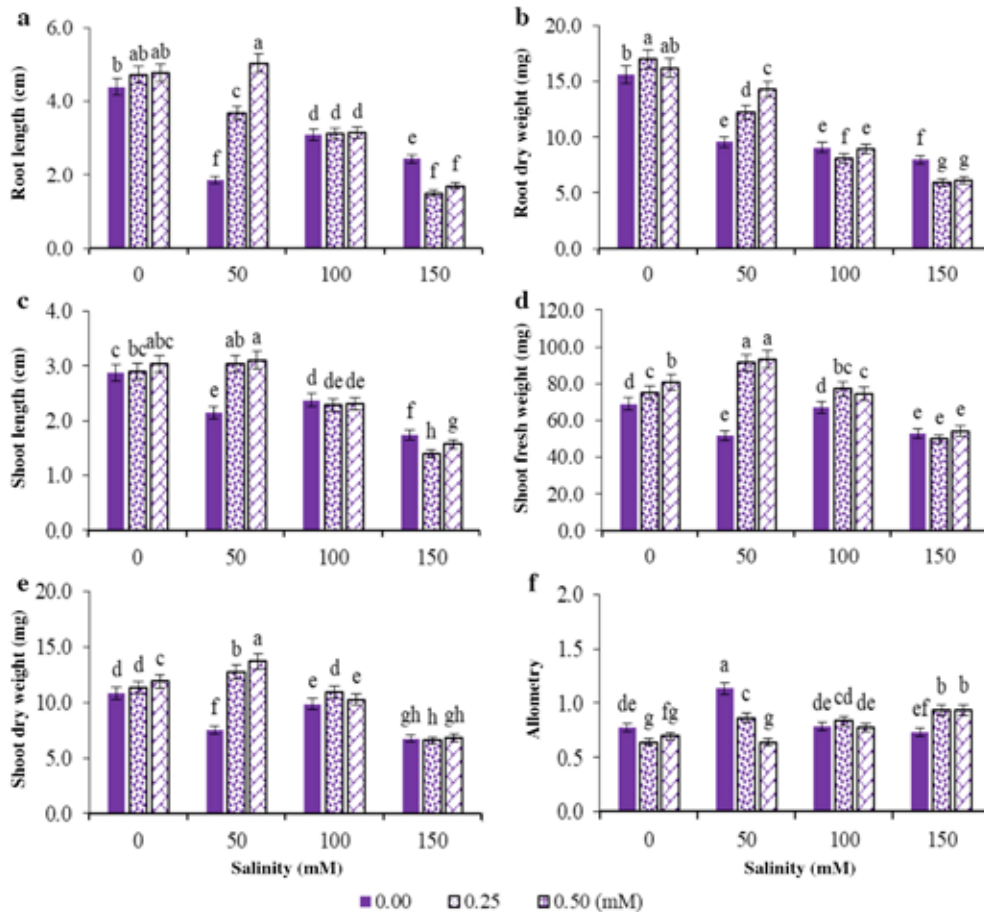 a
Root length (cm)
6.0
4.0
2.0
0.0
b ab ab
f c a
d d d
e f f
0 50 100 150
b
Root dry weight (mg)
20.0
15.0
10.0
5.0
0.0
b a ab
e d c
e f e
f g g
0 50 100 150
c
Shoot length (cm)
4.0
3.0
2.0
1.0
0.0
c bc abc
e ab a
d de de
f h g
0 50 100 150
d
Shoot fresh weight (mg)
120.0
100.0
80.0
60.0
40.0
20.0
0.0
d c b
e a a
d bc c
e e e
0 50 100 150
e
Shoot dry weight (mg)
20.0
15.0
10.0
5.0
0.0
d d c
f b a
e d e
gh h gh
0 50 100 150
Salinity (mM)
f
Allometry
2.0
1.5
1.0
0.5
0.0
de g fg
a c g
de cd de
ef b b
0 50 100 150
Salinity (mM)
0.00 0.25 0.50 (mM)